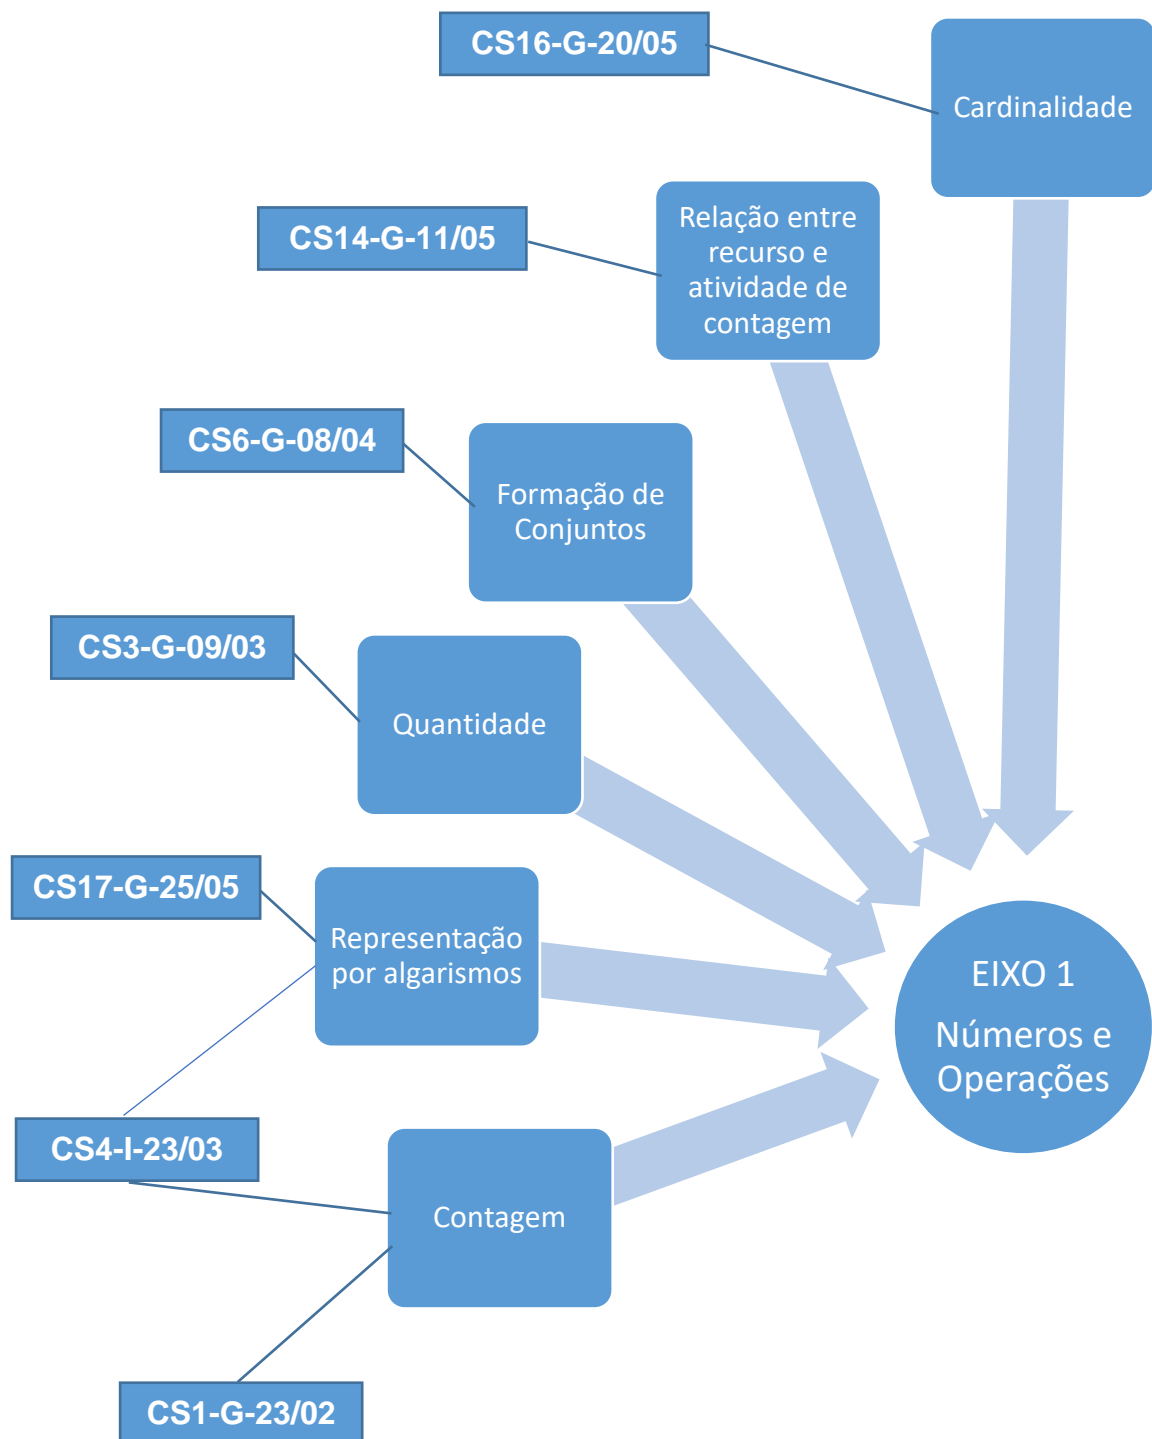 CS16-G-20/05
Cardinalidade
CS14-G-11/05
Relação entre
recurso e
atividade de
contagem
CS6-G-08/04
Formação de
Conjuntos
CS3-G-09/03
Quantidade
CS17-G-25/05
Representação
por algarismos
EIXO 1
Números e
Operações
CS4-I-23/03
Contagem
CS1-G-23/02